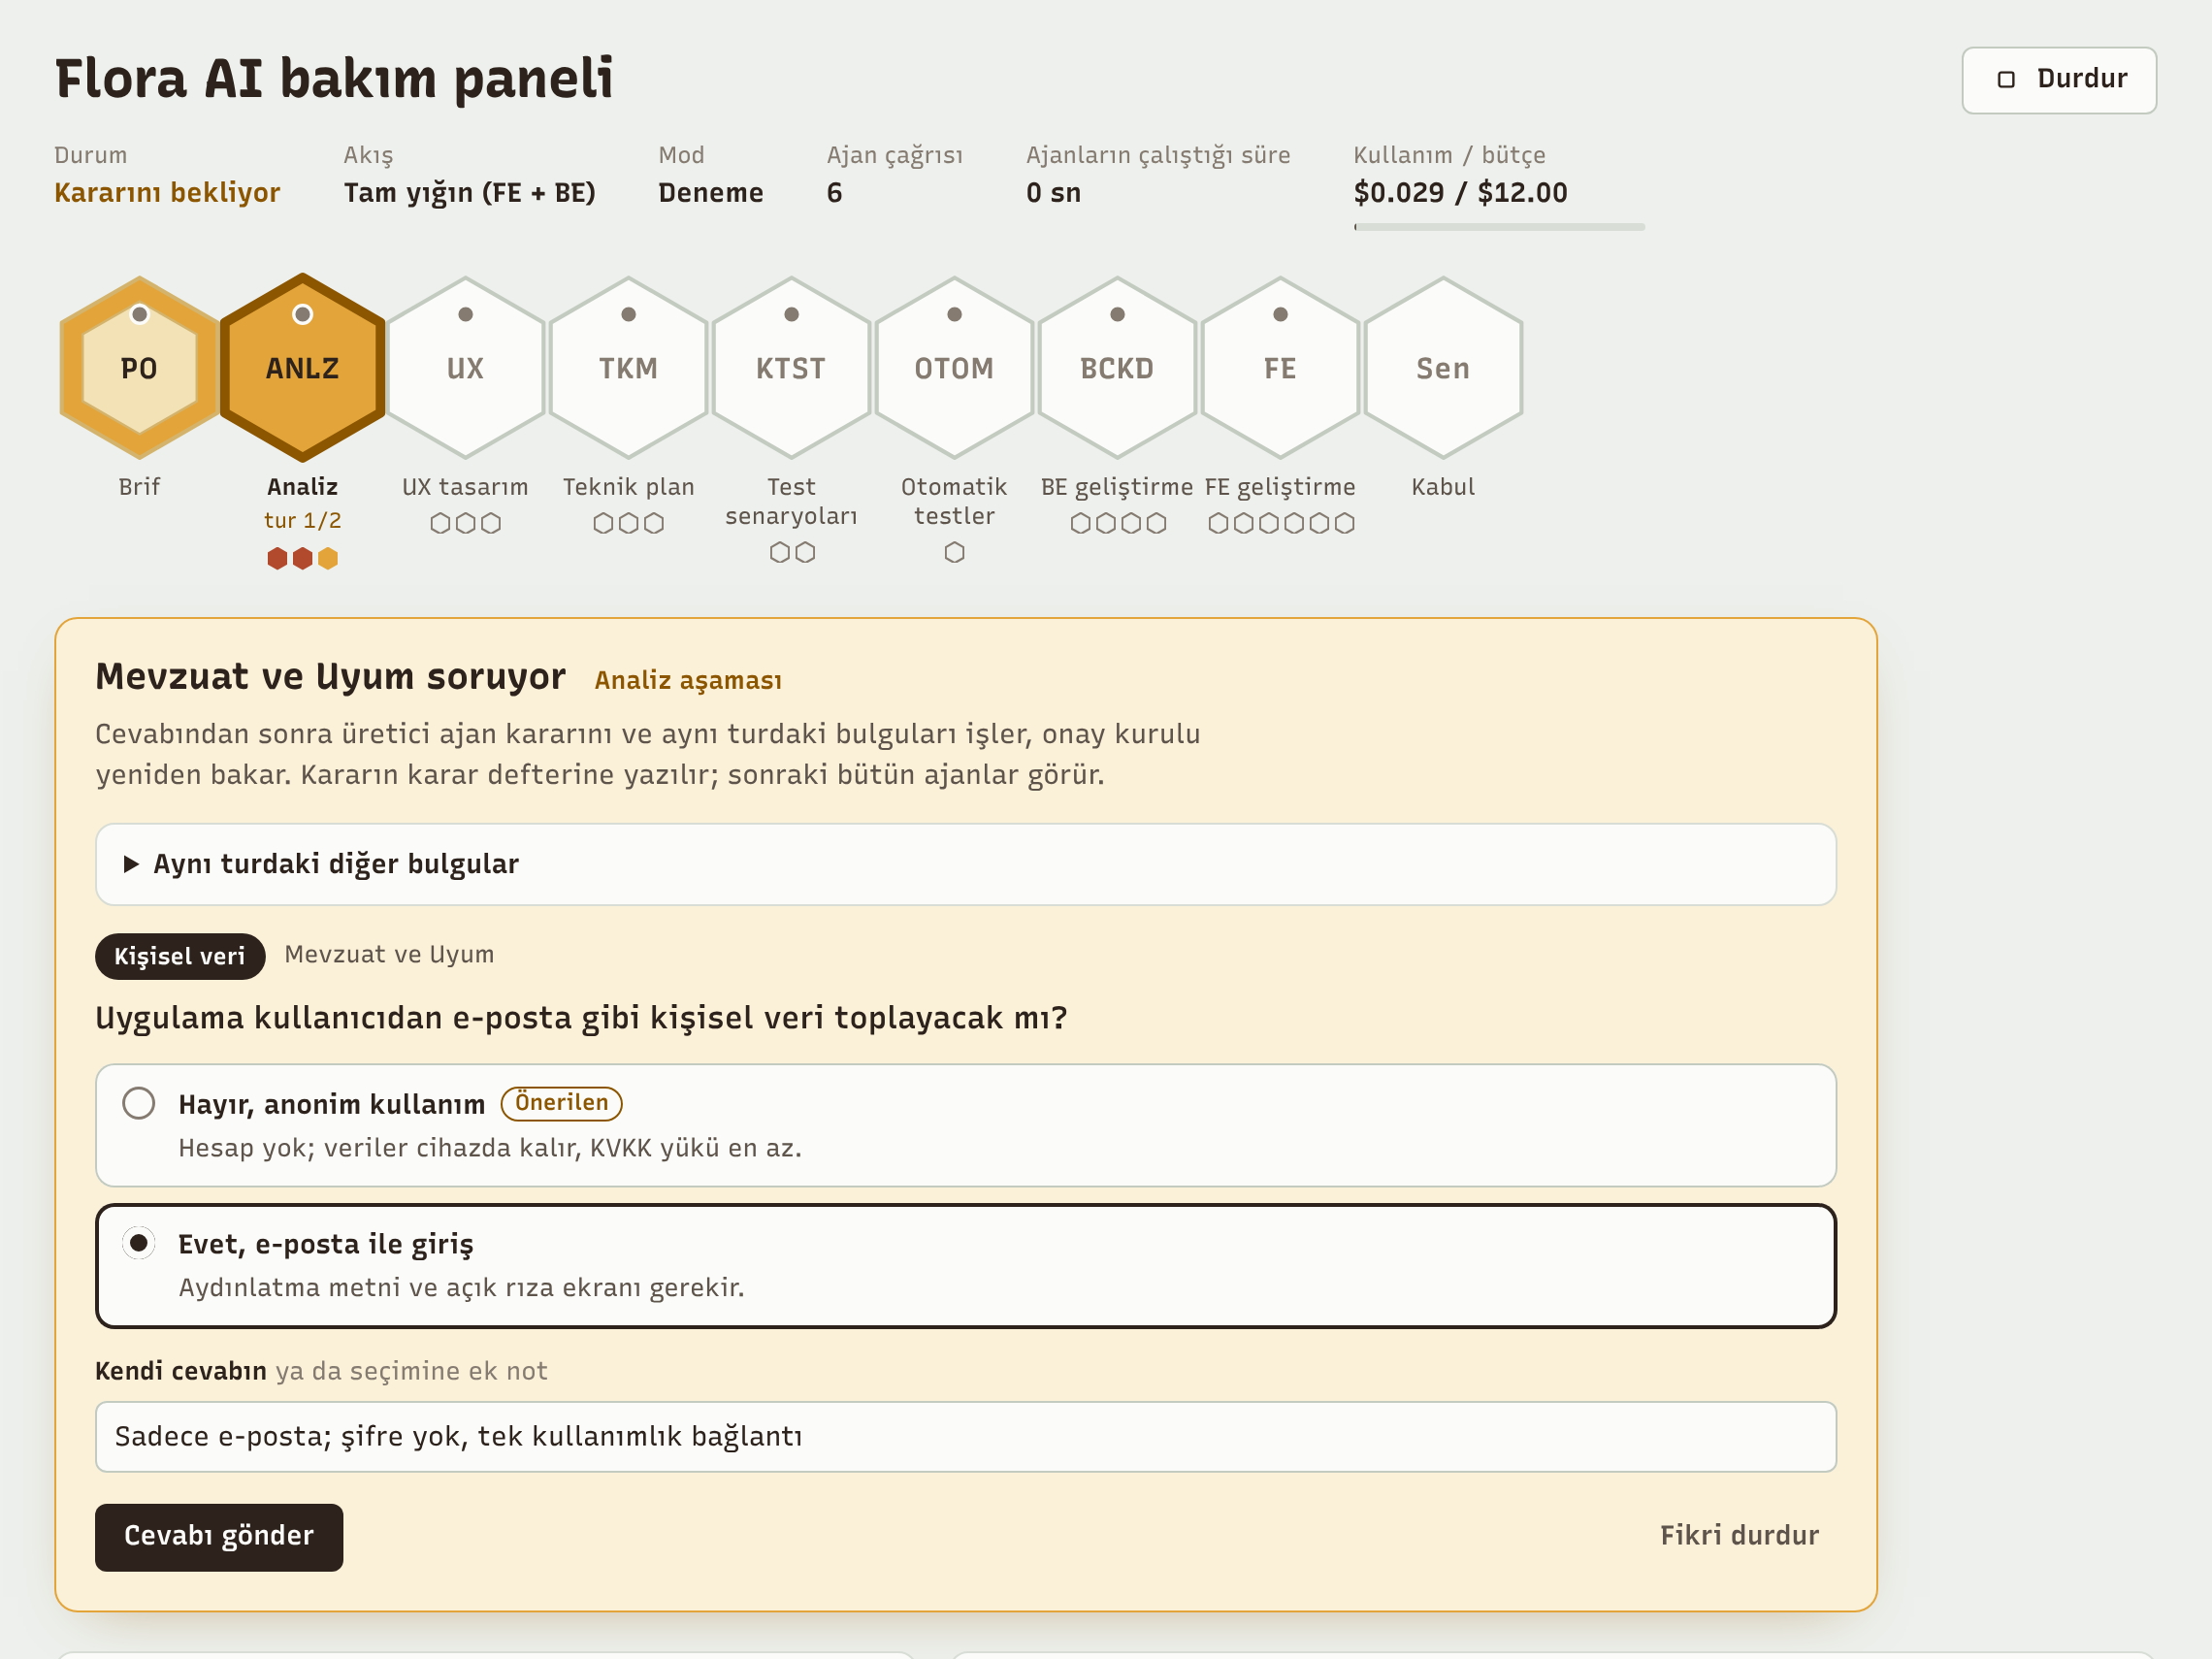 Flora AI bakım paneli
Durdur
Durum
Kararını bekliyor
Akış
Tam yığın (FE + BE)
Mod
Deneme
Ajan çağrısı
6
Ajanların çalıştığı süre
0 sn
Kullanım / bütçe
$0.029 / $12.00
PO
ANLZ
UX
TKM
KTST
OTOM
BCKD
FE
Sen
Brif
Analiz
tur 1/2
UX tasarım
Teknik plan
Test
senaryoları
Otomatik
testler
BE geliştirme
FE geliştirme
Kabul
Mevzuat ve Uyum soruyor
Analiz aşaması
Cevabından sonra üretici ajan kararını ve aynı turdaki bulguları işler, onay kurulu
yeniden bakar. Kararın karar defterine yazılır; sonraki bütün ajanlar görür.
Aynı turdaki diğer bulgular
Kişisel veri
Mevzuat ve Uyum
Uygulama kullanıcıdan e-posta gibi kişisel veri toplayacak mı?
Hayır, anonim kullanım
Önerilen
Hesap yok; veriler cihazda kalır, KVKK yükü en az.
Evet, e-posta ile giriş
Aydınlatma metni ve açık rıza ekranı gerekir.
Kendi cevabın ya da seçimine ek not
Sadece e-posta; şifre yok, tek kullanımlık bağlantı
Cevabı gönder
Fikri durdur